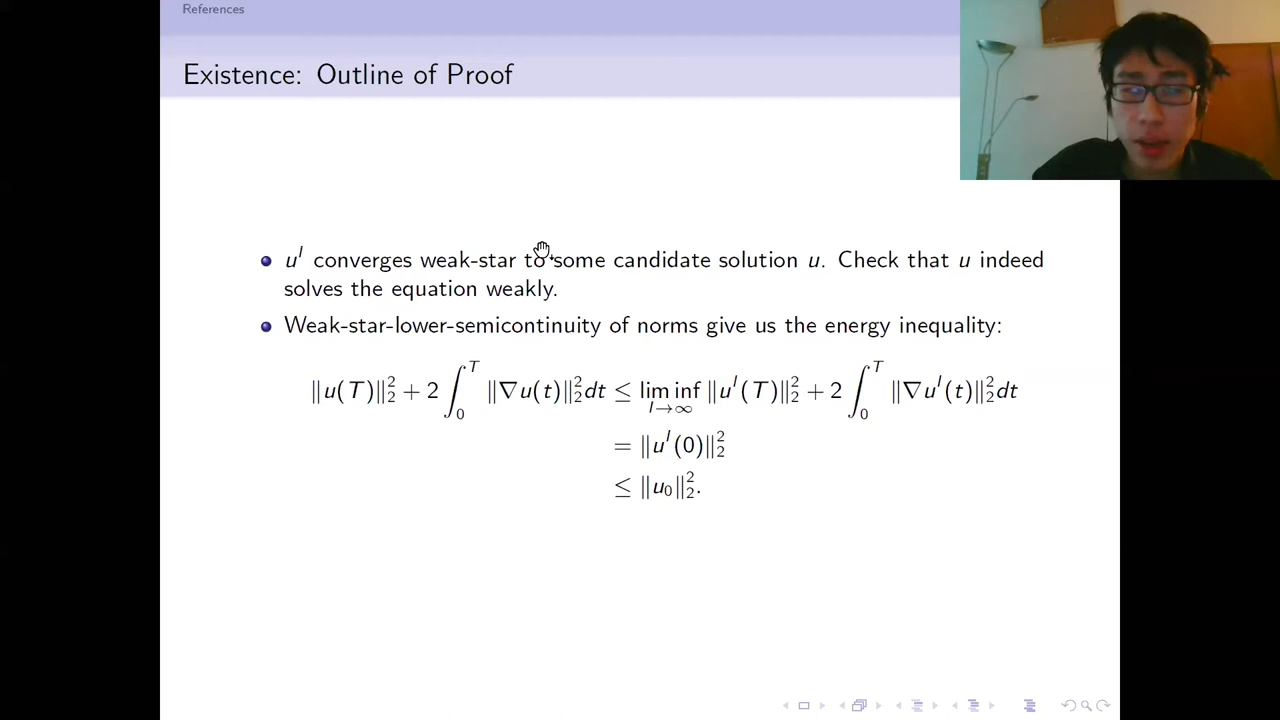 References
Existence: Outline of Proof
u^l converges weak-star to some candidate solution u. Check that u indeed
solves the equation weakly.
Weak-star-lower-semicontinuity of norms give us the energy inequality:
‖u(T)‖₂² + 2 ∫₀ᵀ ‖∇u(t)‖₂² dt ≤ lim inf_{l→∞} ‖u^l(T)‖₂² + 2 ∫₀ᵀ ‖∇u^l(t)‖₂² dt
= ‖u^l(0)‖₂²
≤ ‖u₀‖₂².